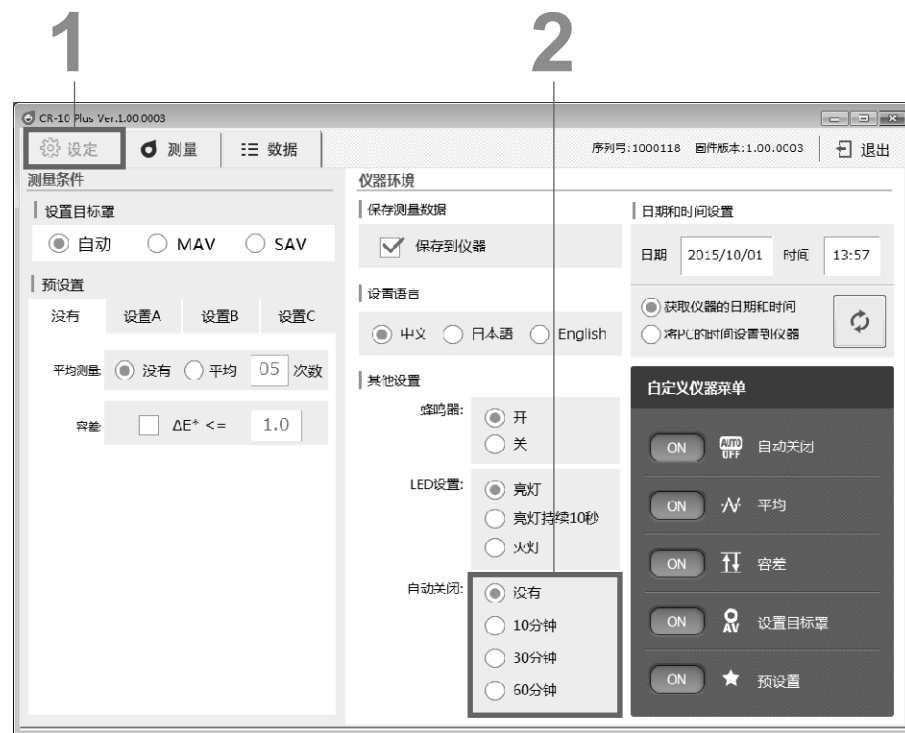 1 2
CR-10 Plus Ver.1.00.0003
设定 测量 数据 序列号:1000118 固件版本:1.00.0003 退出
测量条件
设置目标罩
自动 MAV SAV
预设置
没有 设置A 设置B 设置C
平均测量: 没有 平均 05 次数
容差: ΔE* <= 1.0
仪器环境
保存测量数据
保存到仪器
设置语言
中文 日本語 English
其他设置
蜂鸣器: 开
关
LED设置: 亮灯
亮灯持续10秒
火灯
自动关闭: 没有
10分钟
30分钟
60分钟
日期和时间设置
日期 2015/10/01 时间 13:57
获取仪器的日期和时间
将PC的时间设置到仪器
自定义仪器菜单
ON AUTO OFF 自动关闭
ON 平均
ON 容差
ON AV 设置目标罩
ON 预设置